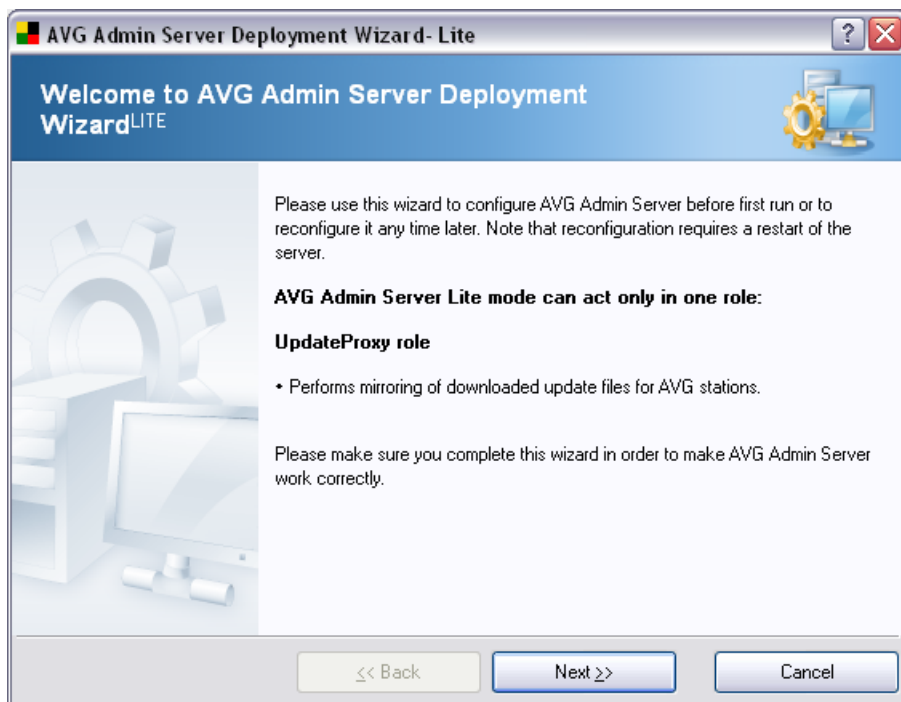 AVG Admin Server Deployment Wizard- Lite
?
Welcome to AVG Admin Server Deployment
WizardLITE
Please use this wizard to configure AVG Admin Server before first run or to
reconfigure it any time later. Note that reconfiguration requires a restart of the
server.
AVG Admin Server Lite mode can act only in one role:
UpdateProxy role
• Performs mirroring of downloaded update files for AVG stations.
Please make sure you complete this wizard in order to make AVG Admin Server
work correctly.
<< Back
Next >>
Cancel